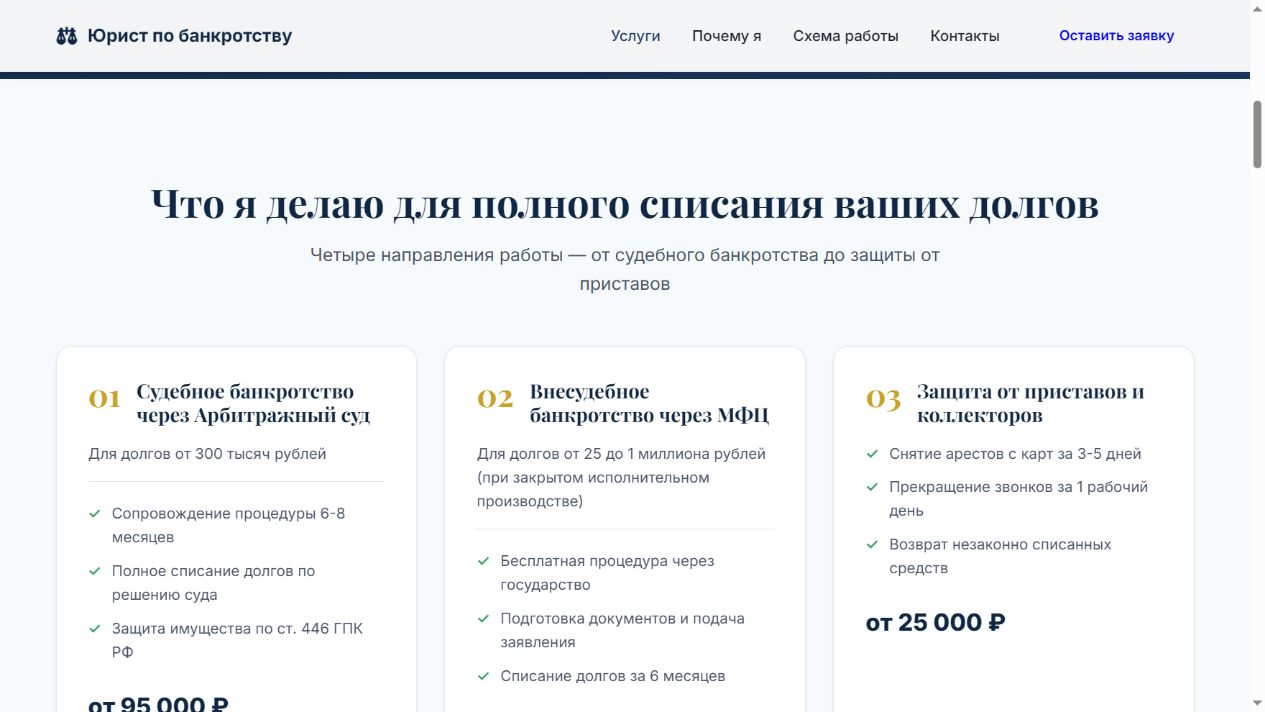 Юрист по банкротству
Услуги
Почему я
Схема работы
Контакты
Оставить заявку
Что я делаю для полного списания ваших долгов
Четыре направления работы — от судебного банкротства до защиты от
приставов
01
Судебное банкротство
через Арбитражный суд
Для долгов от 300 тысяч рублей
Сопровождение процедуры 6-8
месяцев
Полное списание долгов по
решению суда
Защита имущества по ст. 446 ГПК
РФ
от 95 000 ₽
02
Внесудебное
банкротство через МФЦ
Для долгов от 25 до 1 миллиона рублей
(при закрытом исполнительном
производстве)
Бесплатная процедура через
государство
Подготовка документов и подача
заявления
Списание долгов за 6 месяцев
03
Защита от приставов и
коллекторов
Снятие арестов с карт за 3-5 дней
Прекращение звонков за 1 рабочий
день
Возврат незаконно списанных
средств
от 25 000 ₽